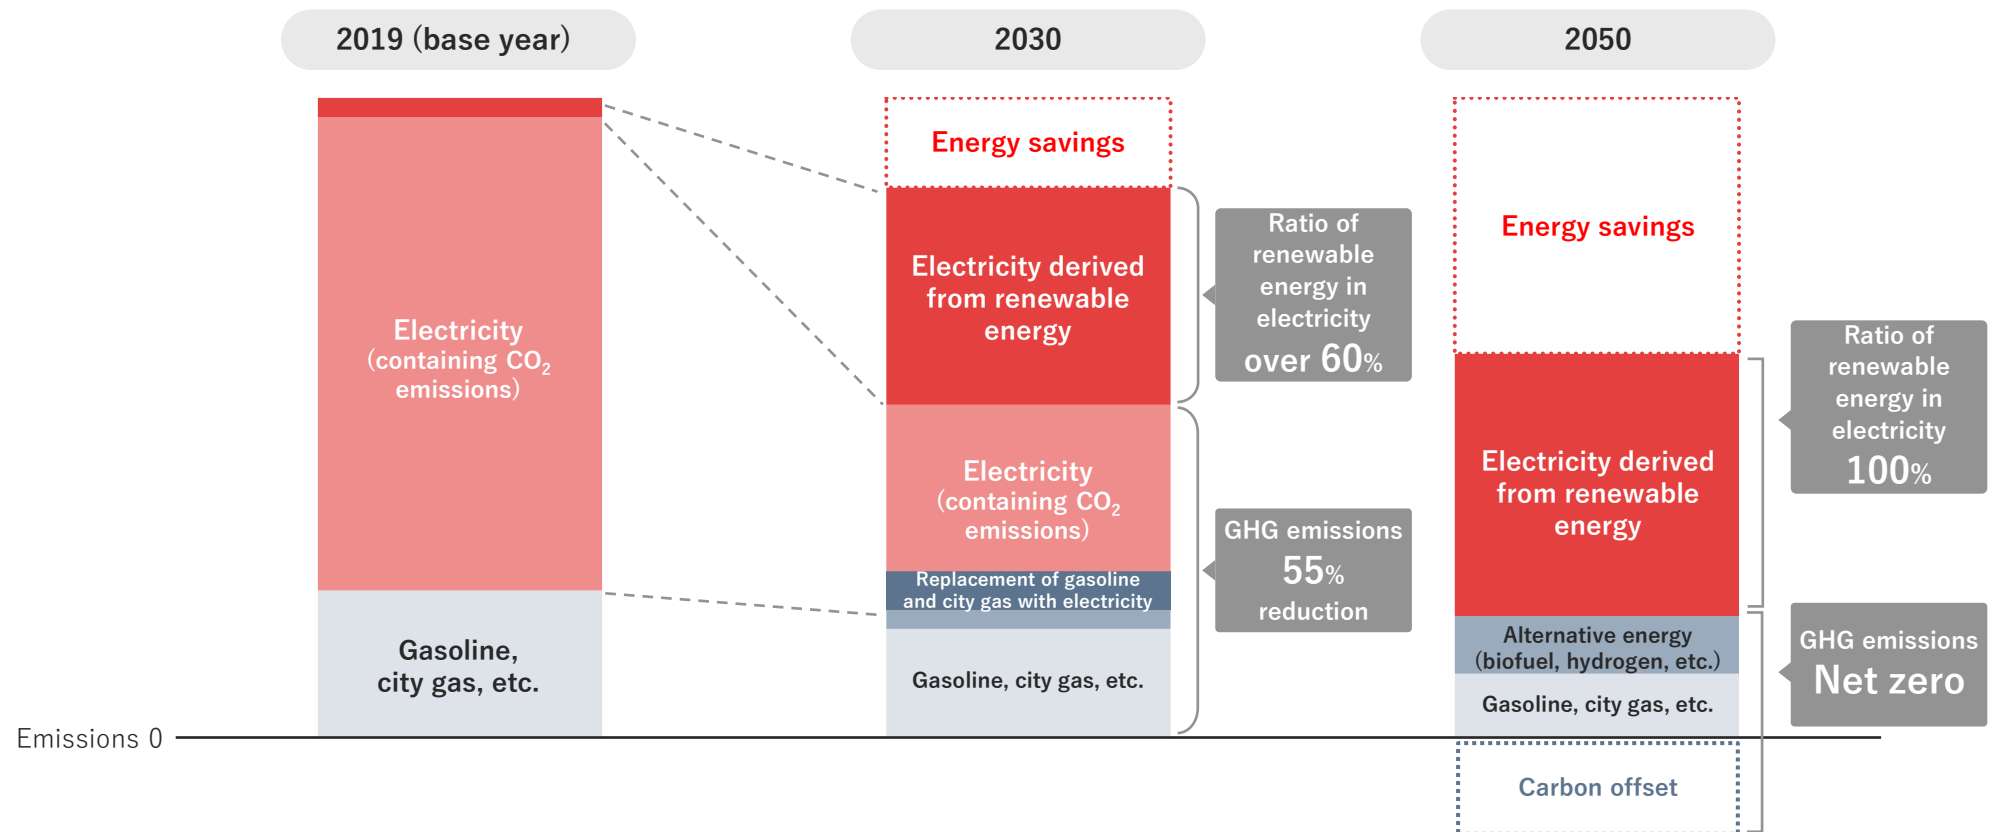 2019 (base year)
2030
2050
Electricity
(containing CO₂
emissions)
Gasoline,
city gas, etc.
Energy savings
Electricity derived
from renewable
energy
Electricity
(containing CO₂
emissions)
Replacement of gasoline
and city gas with electricity
Gasoline, city gas, etc.
Ratio of
renewable
energy in
electricity
over 60%
GHG emissions
55%
reduction
Energy savings
Electricity derived
from renewable
energy
Alternative energy
(biofuel, hydrogen, etc.)
Gasoline, city gas, etc.
Carbon offset
Ratio of
renewable
energy in
electricity
100%
GHG emissions
Net zero
Emissions 0